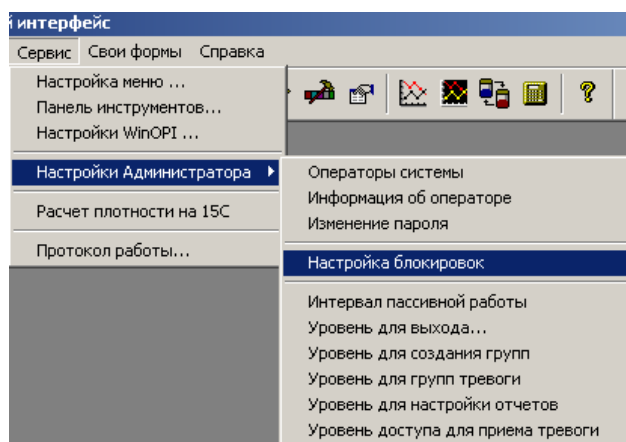 й интерфейс
Сервис Свои формы Справка
Настройка меню ...
Панель инструментов...
Настройки WinOPI ...
Настройки Администратора
Расчет плотности на 15С
Протокол работы...
Операторы системы
Информация об операторе
Изменение пароля
Настройка блокировок
Интервал пассивной работы
Уровень для выхода...
Уровень для создания групп
Уровень для групп тревоги
Уровень для настройки отчетов
Уровень доступа для приема тревоги